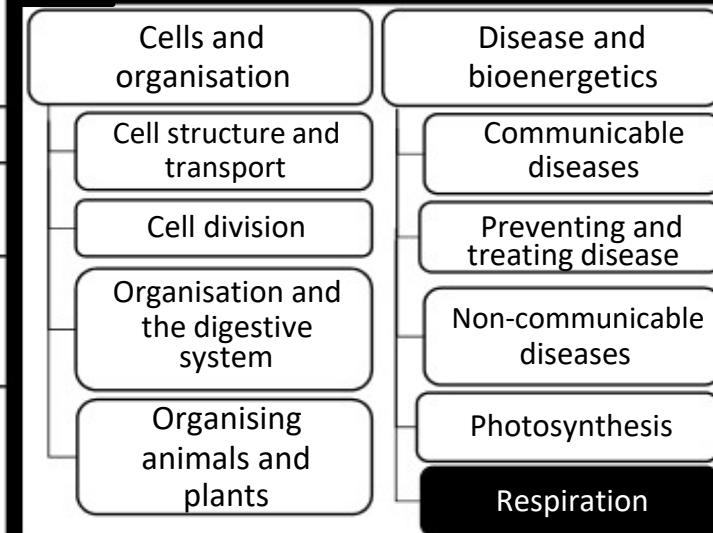 Cells and
organisation
Cell structure and
transport
Cell division
Organisation and
the digestive
system
Organising
animals and
plants
Disease and
bioenergetics
Communicable
diseases
Preventing and
treating disease
Non-communicable
diseases
Photosynthesis
Respiration